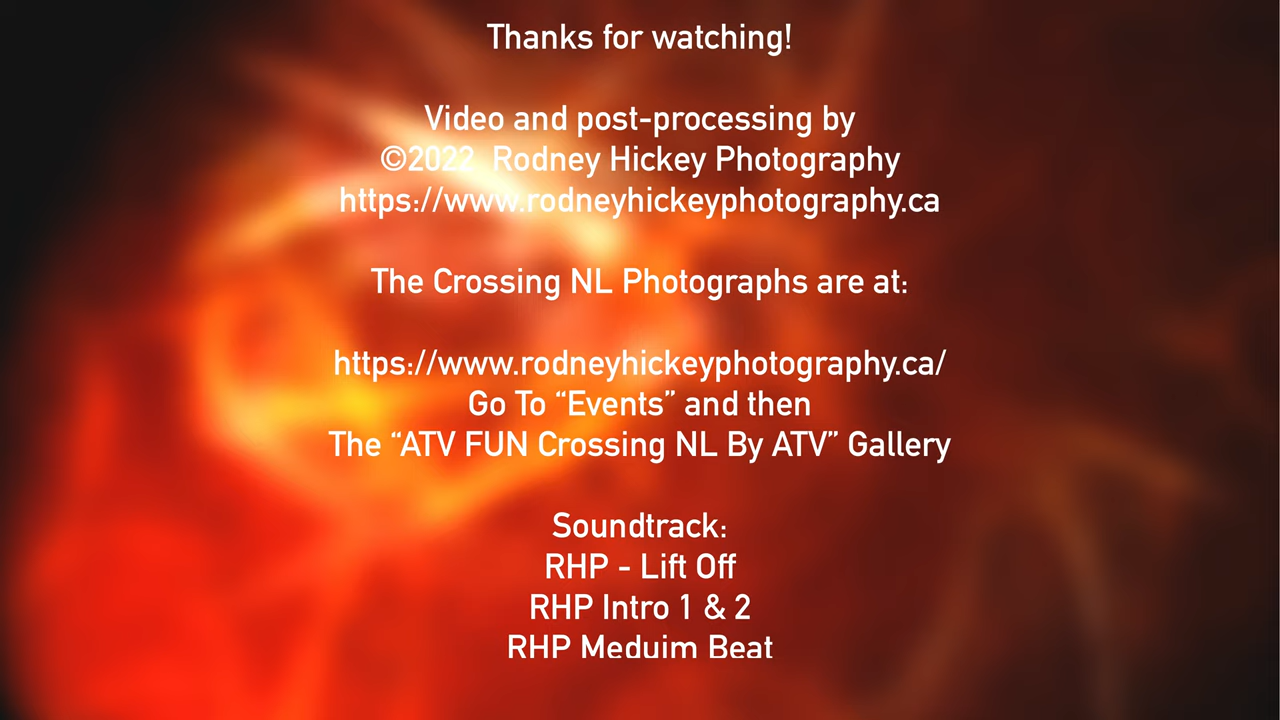 Thanks for watching!
Video and post-processing by
©2022 Rodney Hickey Photography
https://www.rodneyhickeyphotography.ca
The Crossing NL Photographs are at:
https://www.rodneyhickeyphotography.ca/
Go To “Events” and then
The “ATV FUN Crossing NL By ATV” Gallery
Soundtrack:
RHP - Lift Off
RHP Intro 1 & 2
RHP Meduim Beat